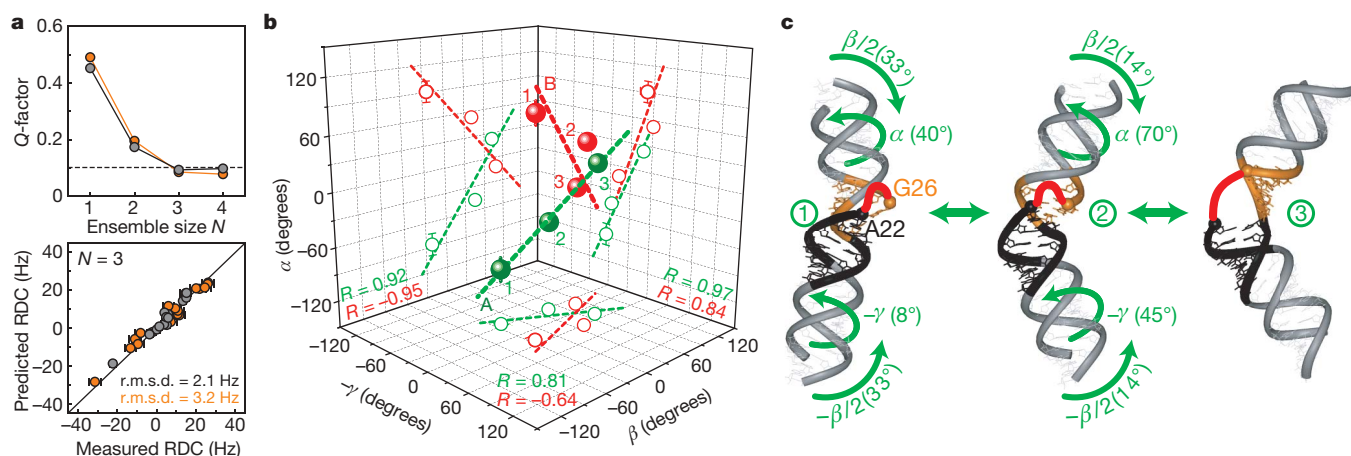 a
0.6
0.4
0.2
0
Q-factor
1 2 3 4
Ensemble size N
N = 3
40
20
0
−20
−40
Predicted RDC (Hz)
r.m.s.d. = 2.1 Hz
r.m.s.d. = 3.2 Hz
−40 −20 0 20 40
Measured RDC (Hz)
b
α (degrees)
120
60
0
−60
−120
B
1
2
3
3
2
1
A
R = 0.92
R = −0.95
R = 0.97
R = 0.84
R = 0.81
R = −0.64
−120
−60
0
60
120
−γ (degrees)
−120
−60
0
60
120
β (degrees)
c
β/2(33°)
α (40°)
G26
A22
1
−γ (8°)
−β/2(33°)
β/2(14°)
α (70°)
2
−γ (45°)
−β/2(14°)
3